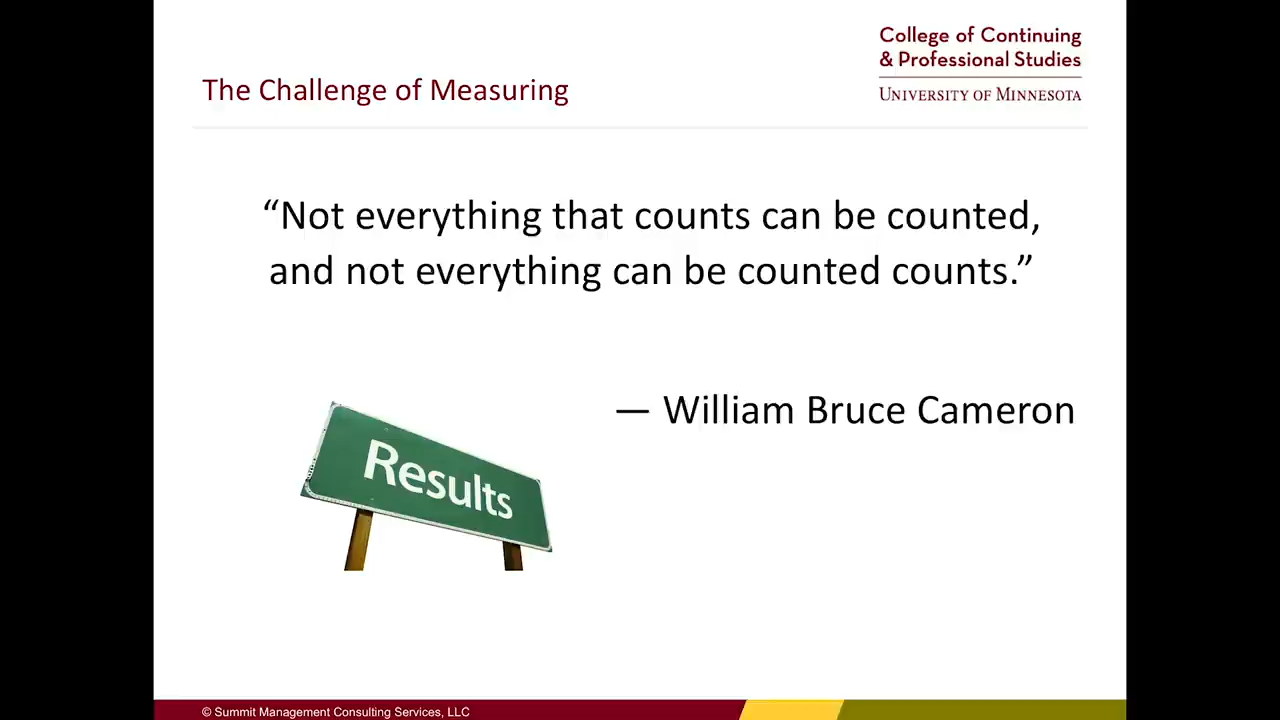 College of Continuing
& Professional Studies
UNIVERSITY OF MINNESOTA
The Challenge of Measuring
“Not everything that counts can be counted,
and not everything can be counted counts.”
— William Bruce Cameron
Results
© Summit Management Consulting Services, LLC